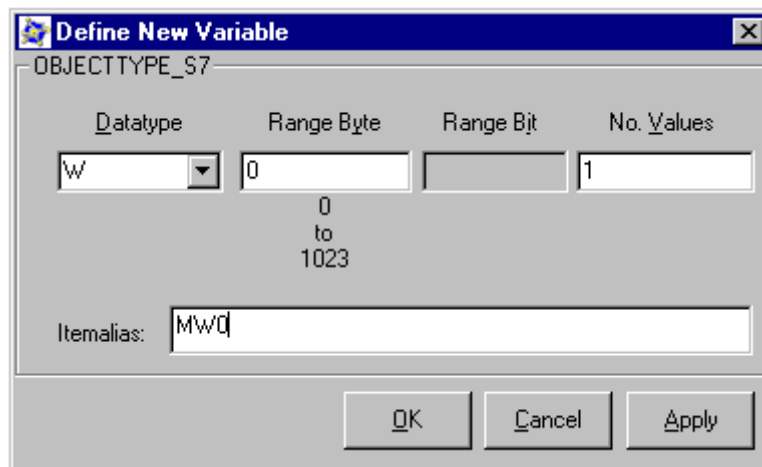 Define New Variable
OBJECTTYPE_S7
Datatype Range Byte Range Bit No. Values
W 0 1
0
to
1023
Itemalias: MW0
OK Cancel Apply